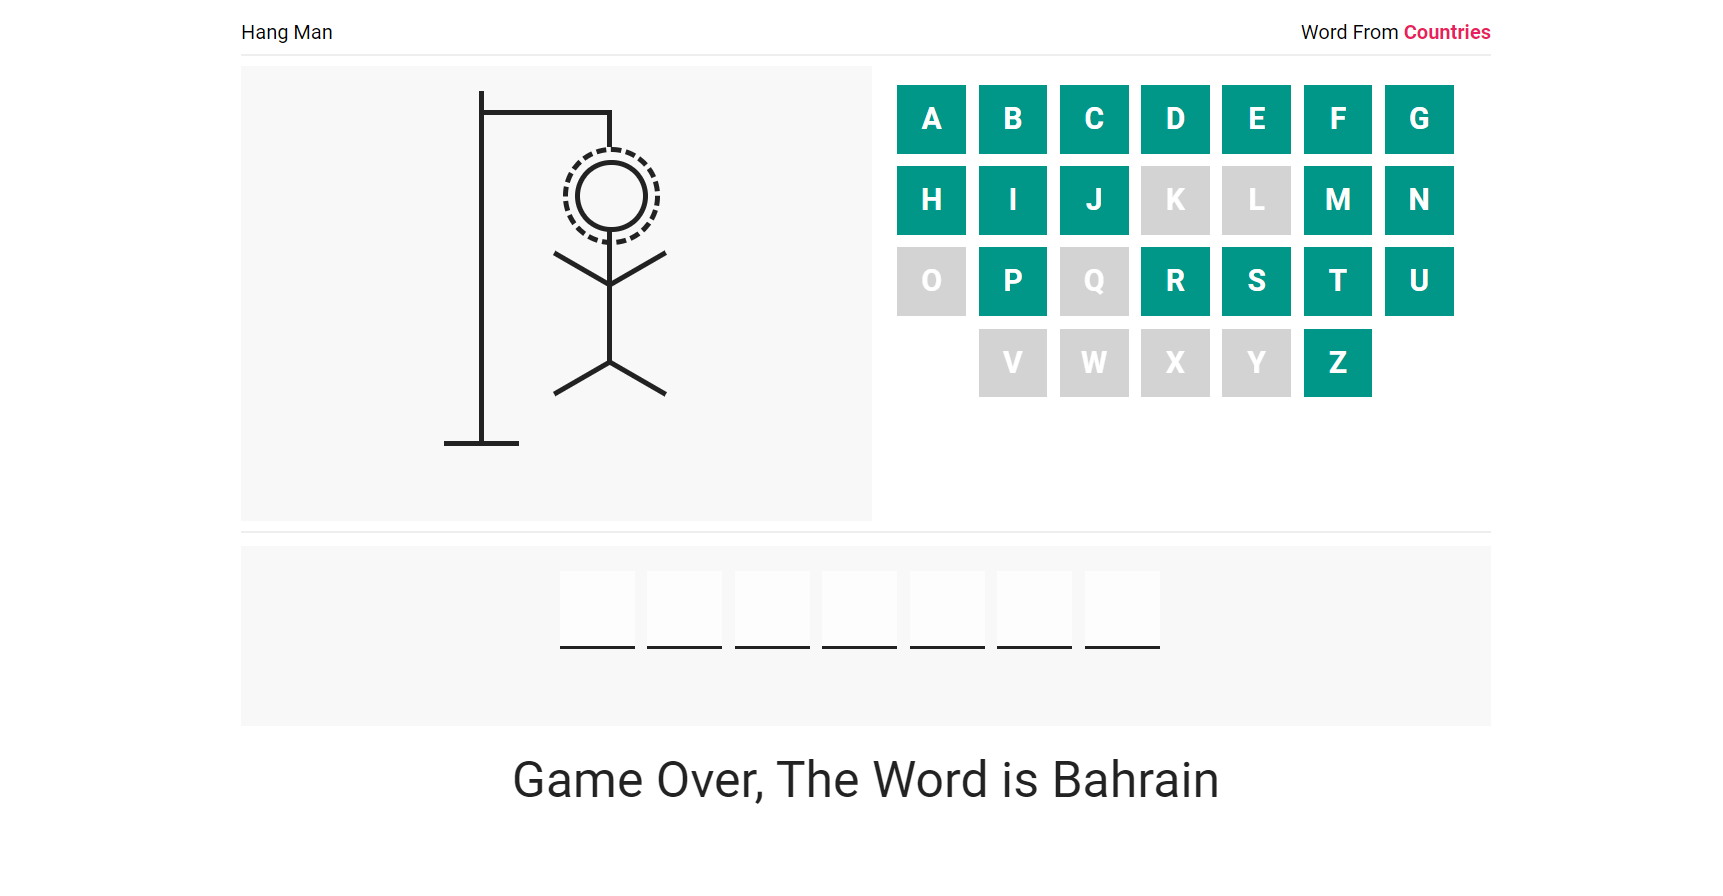 Hang Man
Word From Countries
A B C D E F G
H I J K L M N
O P Q R S T U
V W X Y Z
Game Over, The Word is Bahrain